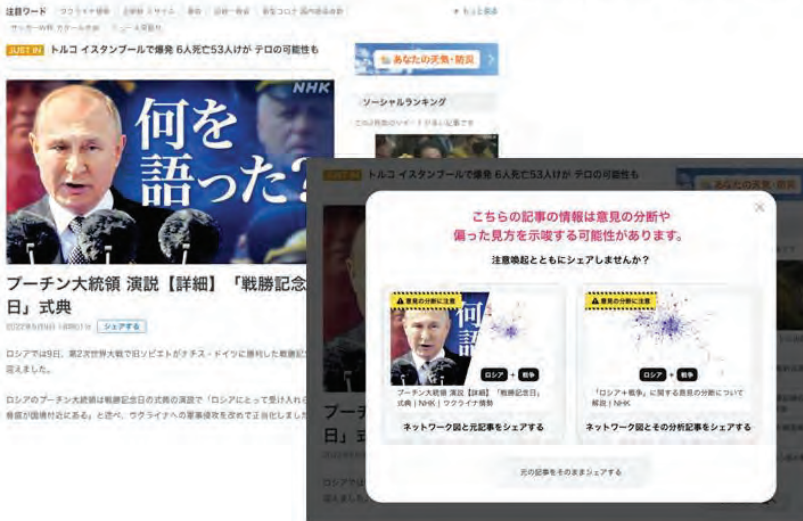 注目ワード
もっと見る
JUST IN トルコ イスタンブールで爆発 6人死亡53人けが テロの可能性も
あなたの天気・防災
ソーシャルランキング
NHK
何を
語った?
プーチン大統領 演説【詳細】「戦勝記念
日」式典
シェアする
ロシアでは9日、第2次世界大戦で旧ソビエトがナチス・ドイツに勝利した戦勝記
迎えました。
ロシアのプーチン大統領は戦勝記念日の式典の演説で「ロシアにとって受け入れ
脅威が国境付近にある」と述べ、ウクライナへの軍事侵攻を改めて正当化しまし
JUST IN トルコ イスタンブールで爆発 6人死亡53人けが テロの可能性も
あなたの天気・防災
こちらの記事の情報は意見の分断や
偏った見方を示唆する可能性があります。
注意喚起とともにシェアしませんか?
意見の分断に注意
何
語
ロシア + 戦争
プーチン大統領 演説【詳細】「戦勝記念日」
式典 | NHK | ウクライナ情勢
ネットワーク図と元記事をシェアする
意見の分断に注意
ロシア + 戦争
「ロシア+戦争」に関する意見の分断について
解説 | NHK
ネットワーク図とその分析記事をシェアする
元の記事をそのままシェアする